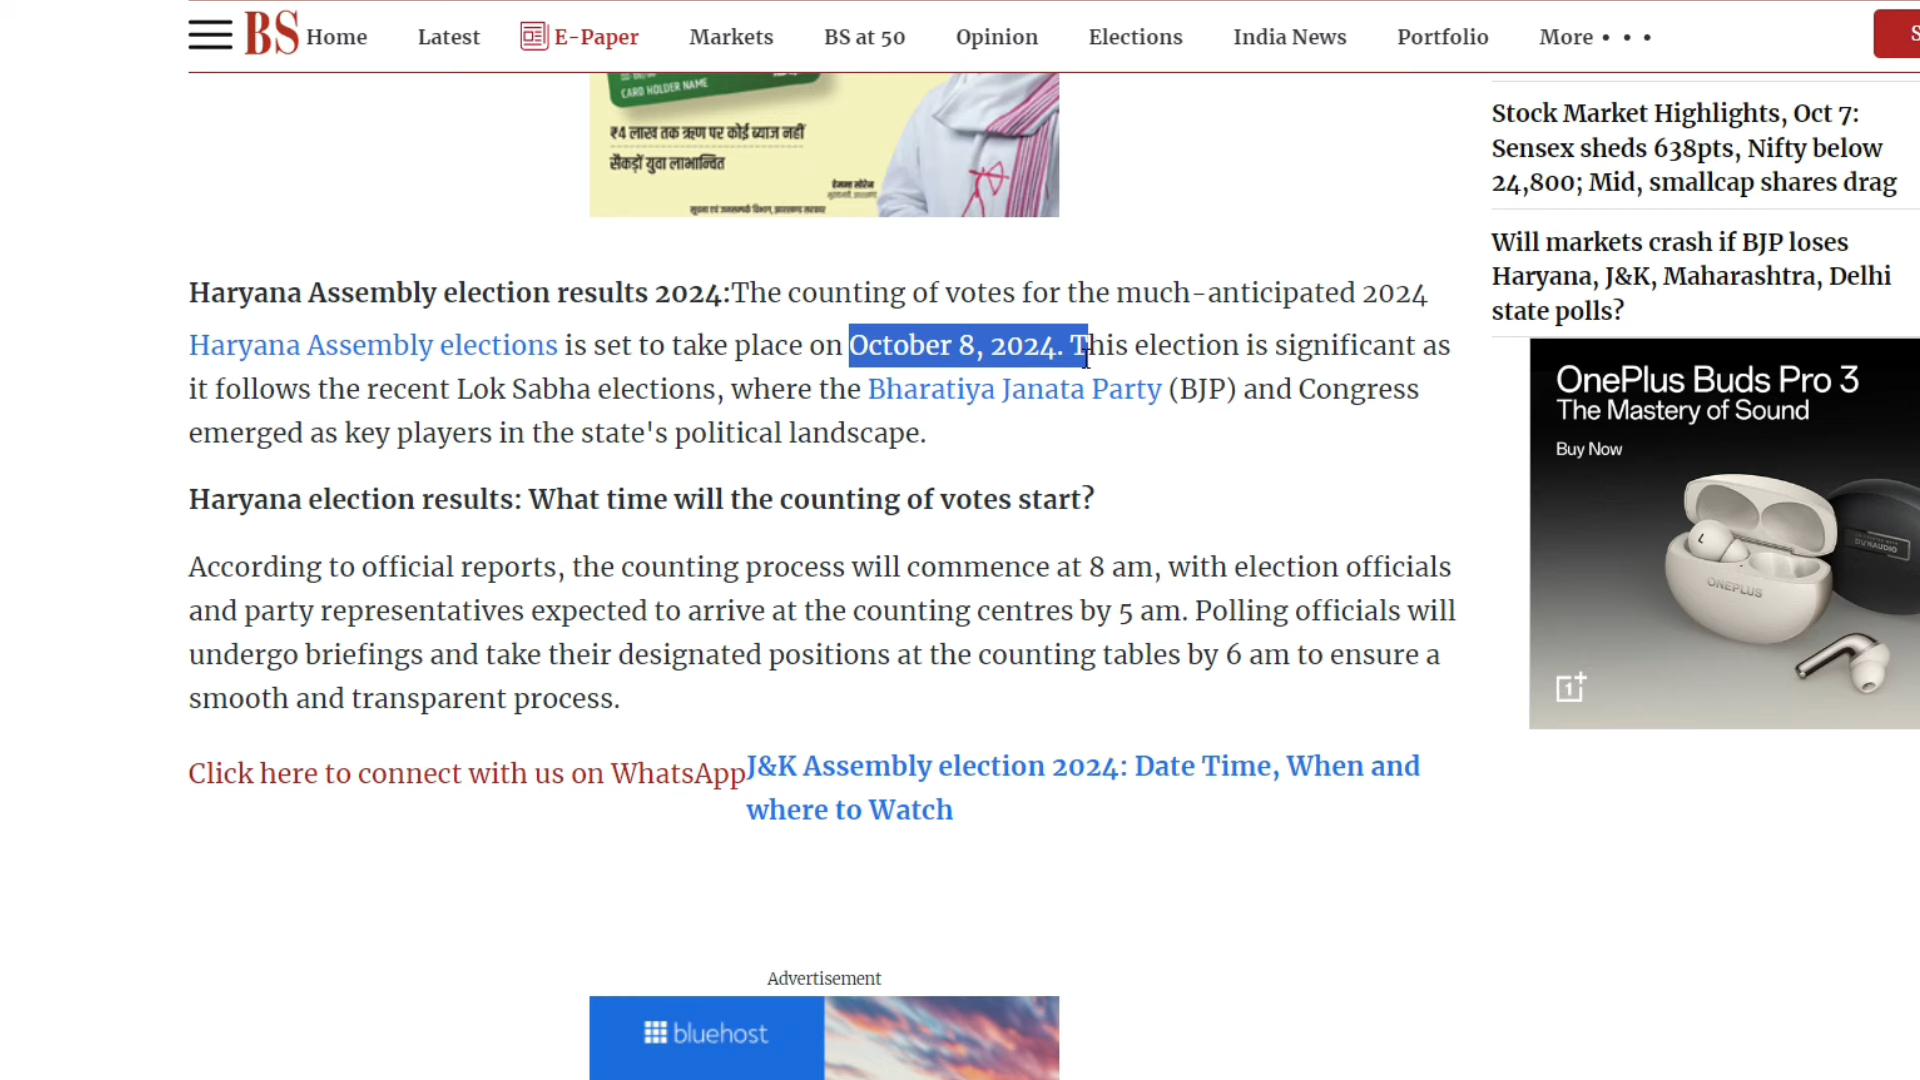 BS Home Latest E-Paper Markets BS at 50 Opinion Elections India News Portfolio More • • •
CARD HOLDER NAME
₹4 लाख तक ऋण पर कोई ब्याज नहीं
सैकड़ों युवा लाभान्वित
हेमन्त सोरेन
Haryana Assembly election results 2024:The counting of votes for the much-anticipated 2024
Haryana Assembly elections is set to take place on October 8, 2024. This election is significant as
it follows the recent Lok Sabha elections, where the Bharatiya Janata Party (BJP) and Congress
emerged as key players in the state's political landscape.
Haryana election results: What time will the counting of votes start?
According to official reports, the counting process will commence at 8 am, with election officials
and party representatives expected to arrive at the counting centres by 5 am. Polling officials will
undergo briefings and take their designated positions at the counting tables by 6 am to ensure a
smooth and transparent process.
Click here to connect with us on WhatsApp
J&K Assembly election 2024: Date Time, When and
where to Watch
Advertisement
bluehost
Stock Market Highlights, Oct 7:
Sensex sheds 638pts, Nifty below
24,800; Mid, smallcap shares drag
Will markets crash if BJP loses
Haryana, J&K, Maharashtra, Delhi
state polls?
OnePlus Buds Pro 3
The Mastery of Sound
Buy Now
L
DYNAUDIO
ONEPLUS
1+